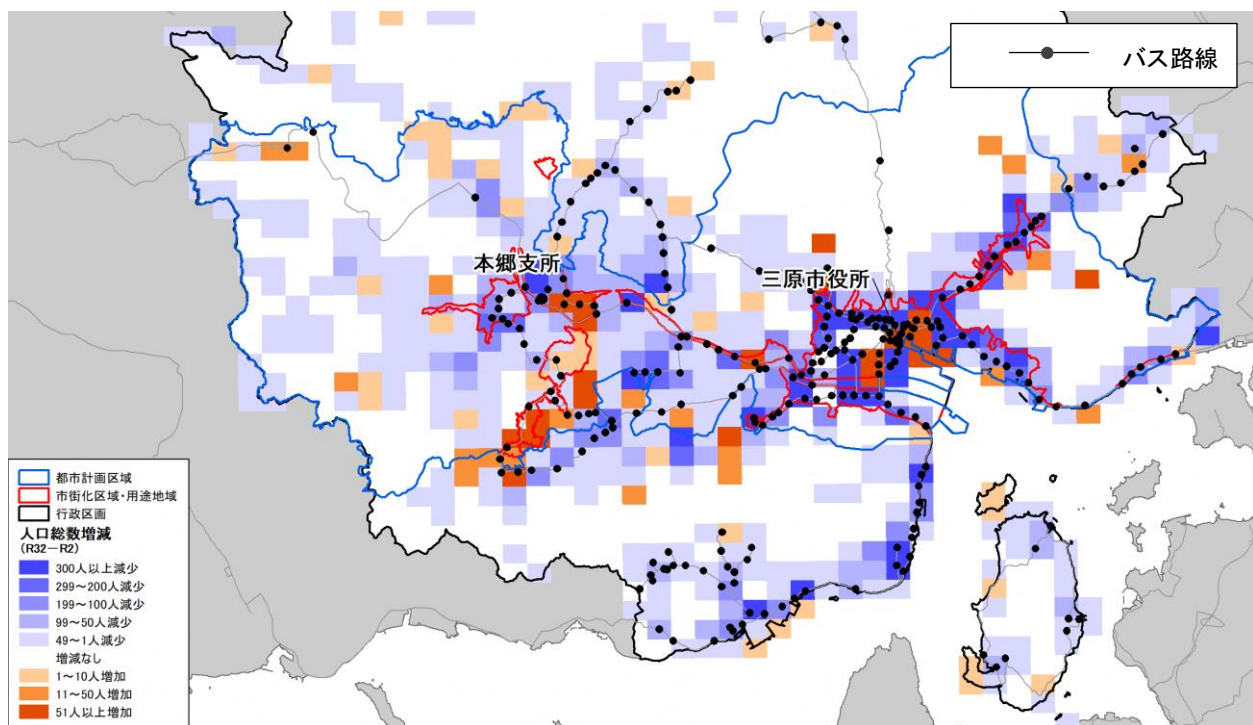 バス路線
本郷支所
三原市役所
都市計画区域
市街化区域・用途地域
行政区画
人口総数増減
(R32-R2)
300人以上減少
299~200人減少
199~100人減少
99~50人減少
49~1人減少
増減なし
1~10人増加
11~50人増加
51人以上増加